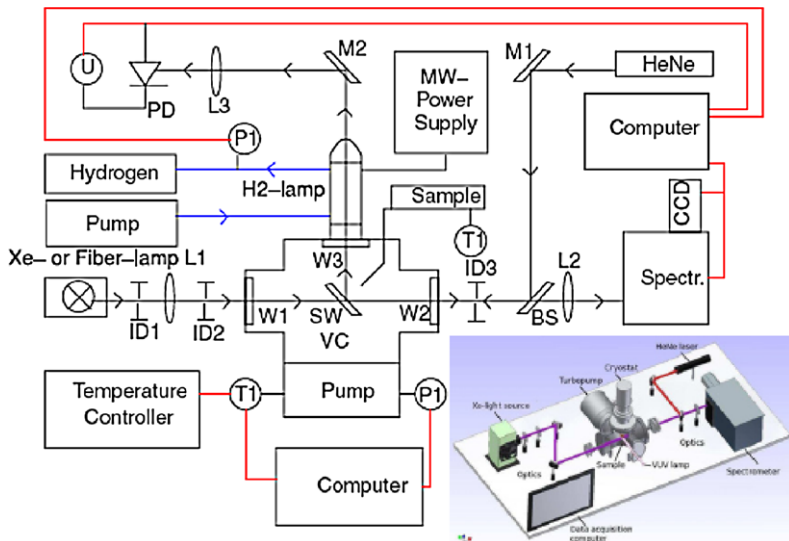 M2
M1
U
HeNe
PD
L3
MW–
Power
Supply
P1
Computer
Hydrogen
H2–lamp
Sample
CCD
Pump
T1
Xe– or Fiber–lamp L1
W3
ID3
L2
Spectr.
ID1
ID2
W1
SW
W2
BS
VC
Temperature
Controller
T1
Pump
P1
Computer
HeNe laser
Cryostat
Turbopump
Xe-light source
Optics
Optics
Sample
VUV lamp
Spectrometer
Data acquisition
computer